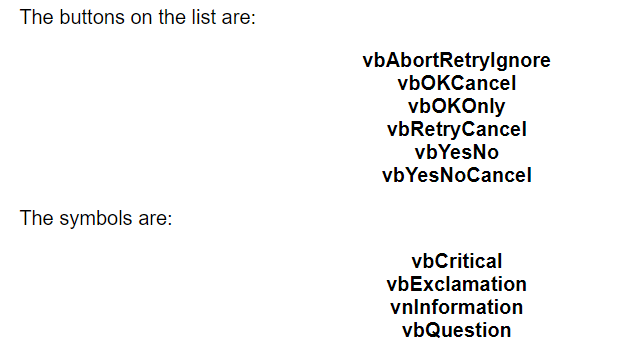 The buttons on the list are:
vbAbortRetryIgnore
vbOKCancel
vbOKOnly
vbRetryCancel
vbYesNo
vbYesNoCancel
The symbols are:
vbCritical
vbExclamation
vnInformation
vbQuestion